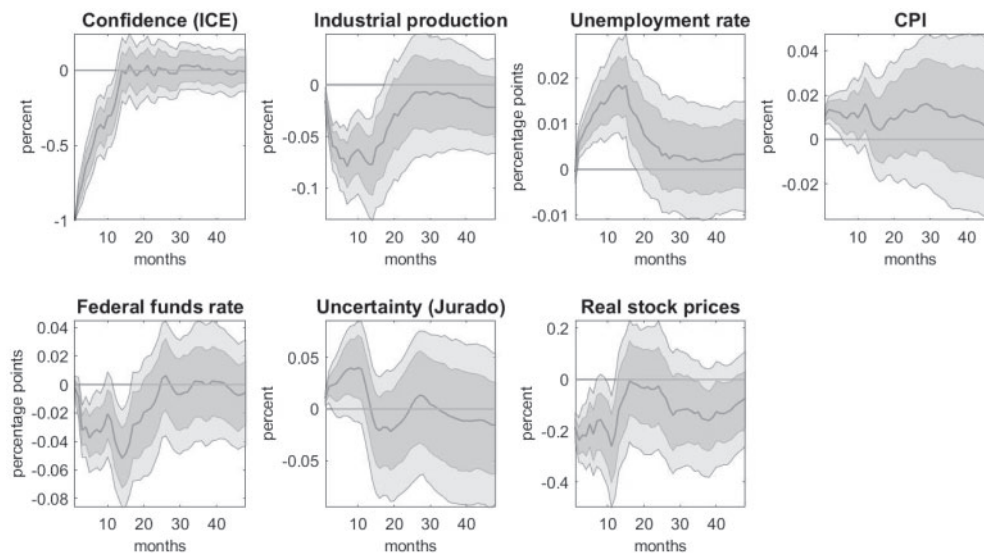 Confidence (ICE)
percent
0
-0.5
-1
10 20 30 40
months
Industrial production
percent
0
-0.05
-0.1
10 20 30 40
months
Unemployment rate
percentage points
0.02
0.01
0
-0.01
10 20 30 40
months
CPI
percent
0.04
0.02
0
-0.02
10 20 30 40
months
Federal funds rate
percentage points
0.04
0.02
0
-0.02
-0.04
-0.06
-0.08
10 20 30 40
months
Uncertainty (Jurado)
percent
0.05
0
-0.05
10 20 30 40
months
Real stock prices
percent
0.2
0
-0.2
-0.4
10 20 30 40
months